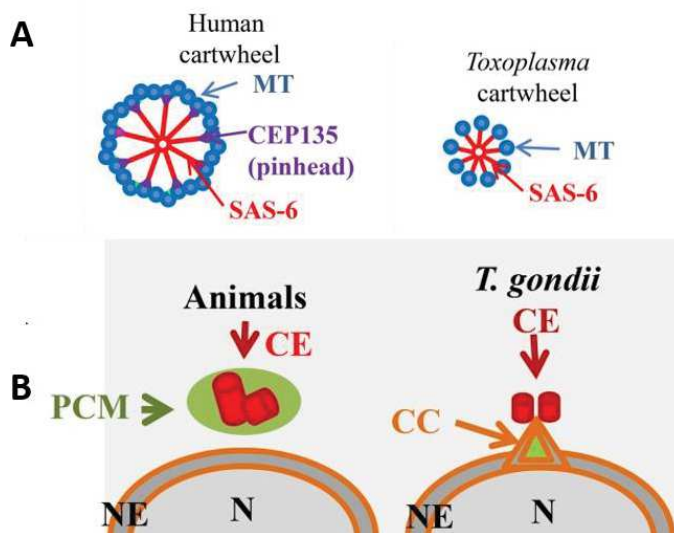 A
Human
cartwheel
MT
CEP135
(pinhead)
SAS-6
Toxoplasma
cartwheel
MT
SAS-6
B
Animals
CE
PCM
NE
N
T. gondii
CE
CC
NE
N